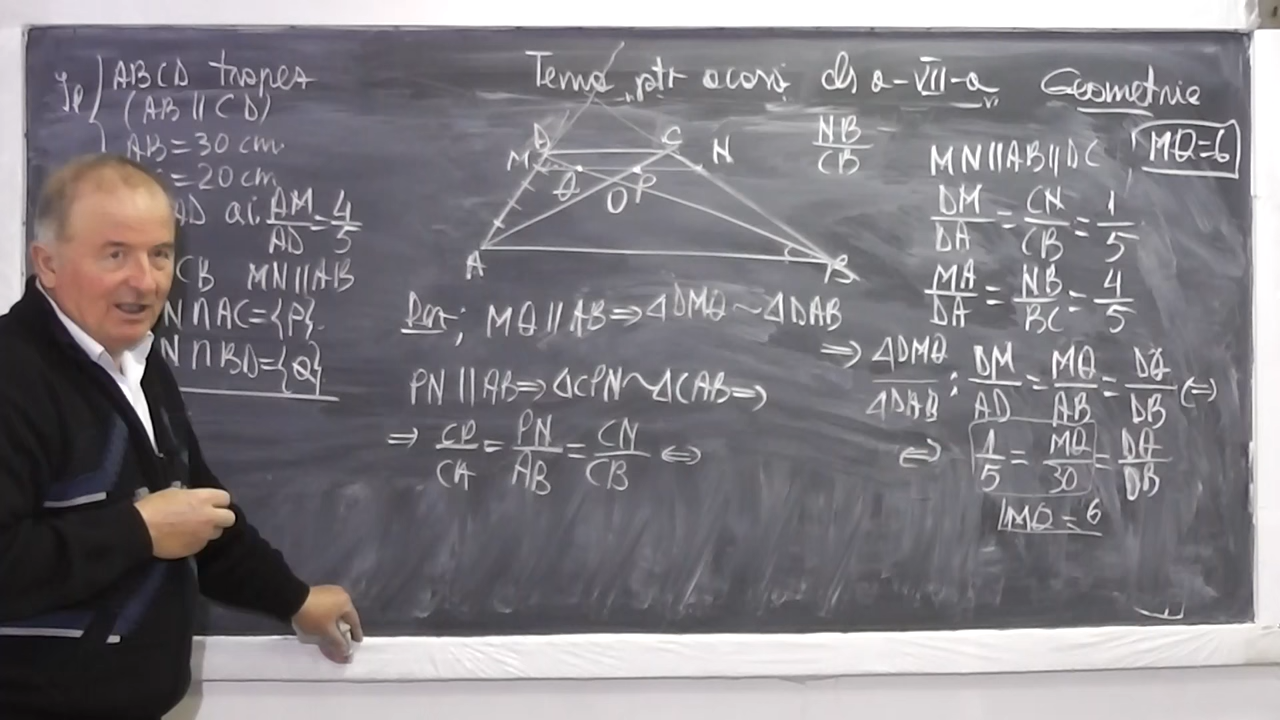 Temă ptr acasă cls a-VII-a Geometrie
Ip ABCD trapez
(AB || CD)
AB = 30 cm
= 20 cm
AD aî. AM/AD = 4/5
CB MN || AB
N ∩ AC = {P}.
N ∩ BD = {Q}
D C
M N
Q O P
A B
NB/CB
MN || AB || DC
MQ = 6
DM/DA = CN/CB = 1/5
MA/DA = NB/BC = 4/5
Dem; MQ || AB ⇒ ΔDMQ ~ ΔDAB
⇒ ΔDMQ/ΔDAB : DM/AD = MQ/AB = DQ/DB ⇔
⇔ 1/5 = MQ/30 = DQ/DB
MQ = 6
PN || AB ⇒ ΔCPN ~ ΔCAB ⇒
⇒ CP/CA = PN/AB = CN/CB ⇔